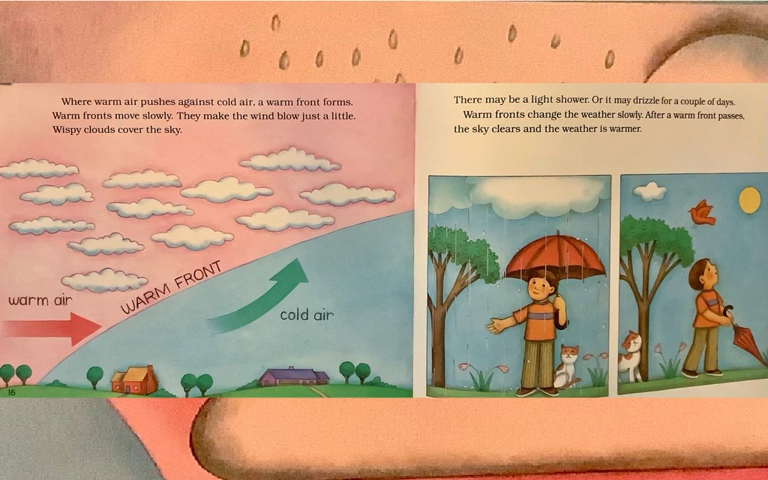 Where warm air pushes against cold air, a warm front forms.
Warm fronts move slowly. They make the wind blow just a little.
Wispy clouds cover the sky.
There may be a light shower. Or it may drizzle for a couple of days.
Warm fronts change the weather slowly. After a warm front passes,
the sky clears and the weather is warmer.
warm air
WARM FRONT
cold air
16